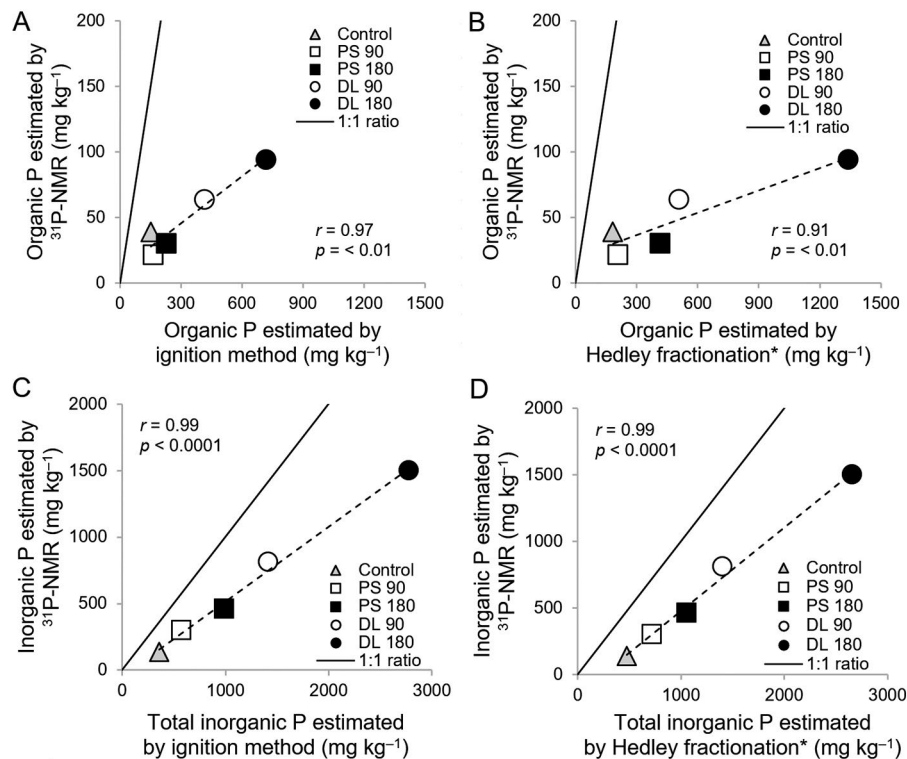 A
Organic P estimated by
³¹P-NMR (mg kg⁻¹)
200
150
100
50
0
0 300 600 900 1200 1500
Control
PS 90
PS 180
DL 90
DL 180
1:1 ratio
r = 0.97
p = < 0.01
Organic P estimated by
ignition method (mg kg⁻¹)
B
Organic P estimated by
³¹P-NMR (mg kg⁻¹)
200
150
100
50
0
0 300 600 900 1200 1500
Control
PS 90
PS 180
DL 90
DL 180
1:1 ratio
r = 0.91
p = < 0.01
Organic P estimated by
Hedley fractionation* (mg kg⁻¹)
C
Inorganic P estimated by
³¹P-NMR (mg kg⁻¹)
2000
1500
1000
500
0
0 1000 2000 3000
r = 0.99
p < 0.0001
Control
PS 90
PS 180
DL 90
DL 180
1:1 ratio
Total inorganic P estimated
by ignition method (mg kg⁻¹)
D
Inorganic P estimated by
³¹P-NMR (mg kg⁻¹)
2000
1500
1000
500
0
0 1000 2000 3000
r = 0.99
p < 0.0001
Control
PS 90
PS 180
DL 90
DL 180
1:1 ratio
Total inorganic P estimated
by Hedley fractionation* (mg kg⁻¹)